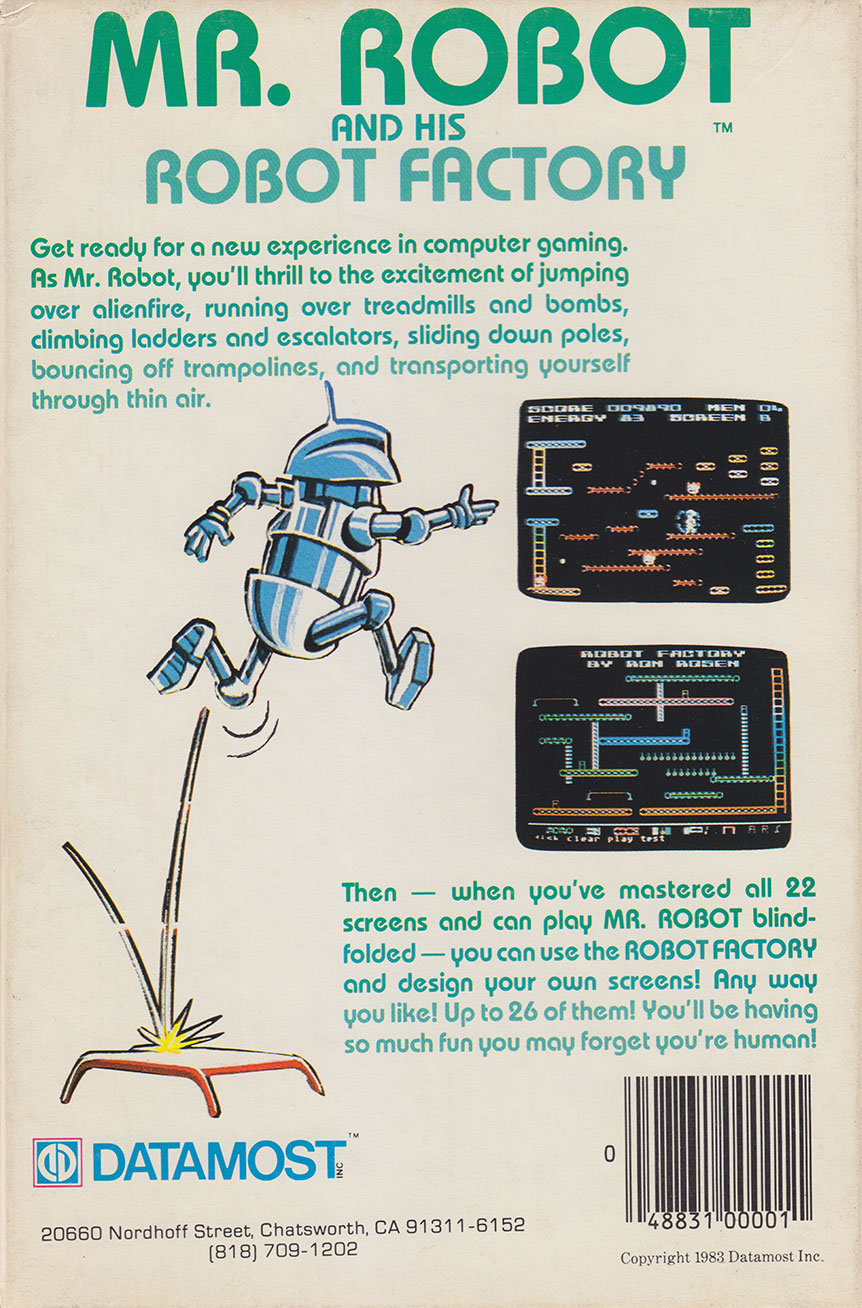 MR. ROBOT
AND HIS
TM
ROBOT FACTORY
Get ready for a new experience in computer gaming.
As Mr. Robot, you'll thrill to the excitement of jumping
over alienfire, running over treadmills and bombs,
climbing ladders and escalators, sliding down poles,
bouncing off trampolines, and transporting yourself
through thin air.
SCORE 009890 MEN 04
ENERGY 83 SCREEN B
ROBOT FACTORY
BY RON ROSEN
clear play test
Then — when you've mastered all 22
screens and can play MR. ROBOT blind-
folded — you can use the ROBOT FACTORY
and design your own screens! Any way
you like! Up to 26 of them! You'll be having
so much fun you may forget you're human!
DATAMOST INC TM
20660 Nordhoff Street, Chatsworth, CA 91311-6152
(818) 709-1202
0 48831 00001
Copyright 1983 Datamost Inc.